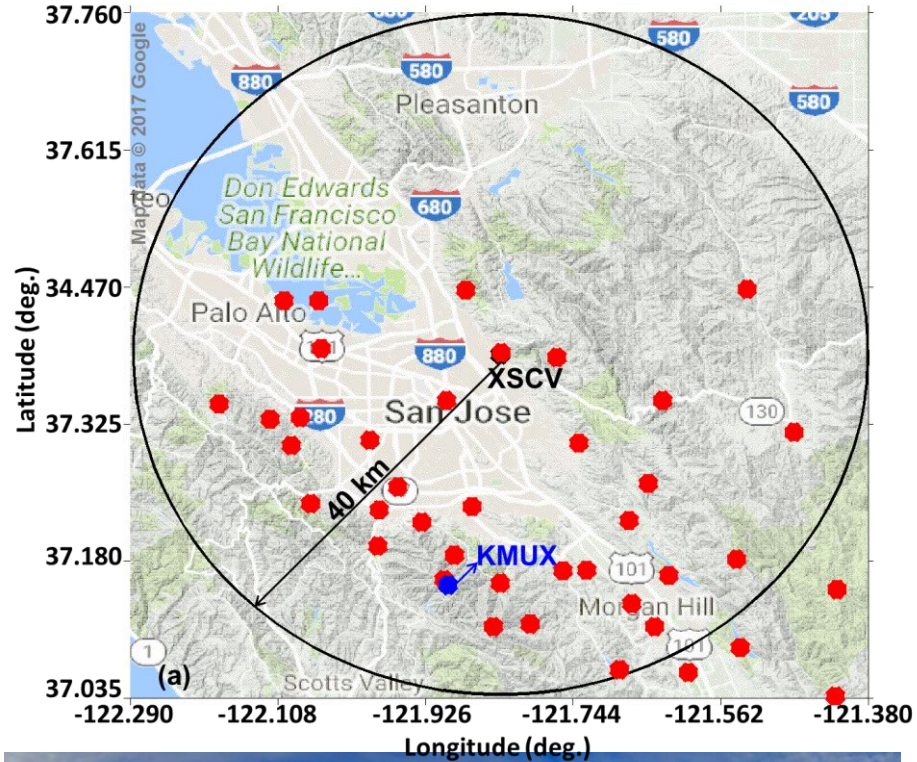 37.760
580
205
880
580
580
Pleasanton
580
37.615
Map data © 2017 Google
Don Edwards
San Francisco
Bay National
Wildlife...
680
Latitude (deg.)
34.470
Palo Alto
880
XSCV
San Jose
280
130
37.325
40 km
37.180
KMUX
101
Morgan Hill
101
1
(a)
Scotts Valley
37.035
-122.290
-122.108
-121.926
-121.744
-121.562
-121.380
Longitude (deg.)